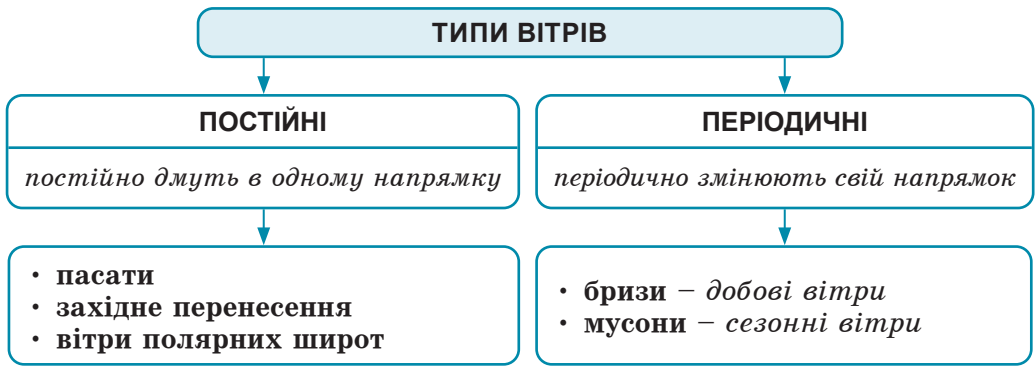 ТИПИ ВІТРІВ
ПОСТІЙНІ
постійно дмуть в одному напрямку
• пасати
• західне перенесення
• вітри полярних широт
ПЕРІОДИЧНІ
періодично змінюють свій напрямок
• бризи – добові вітри
• мусони – сезонні вітри